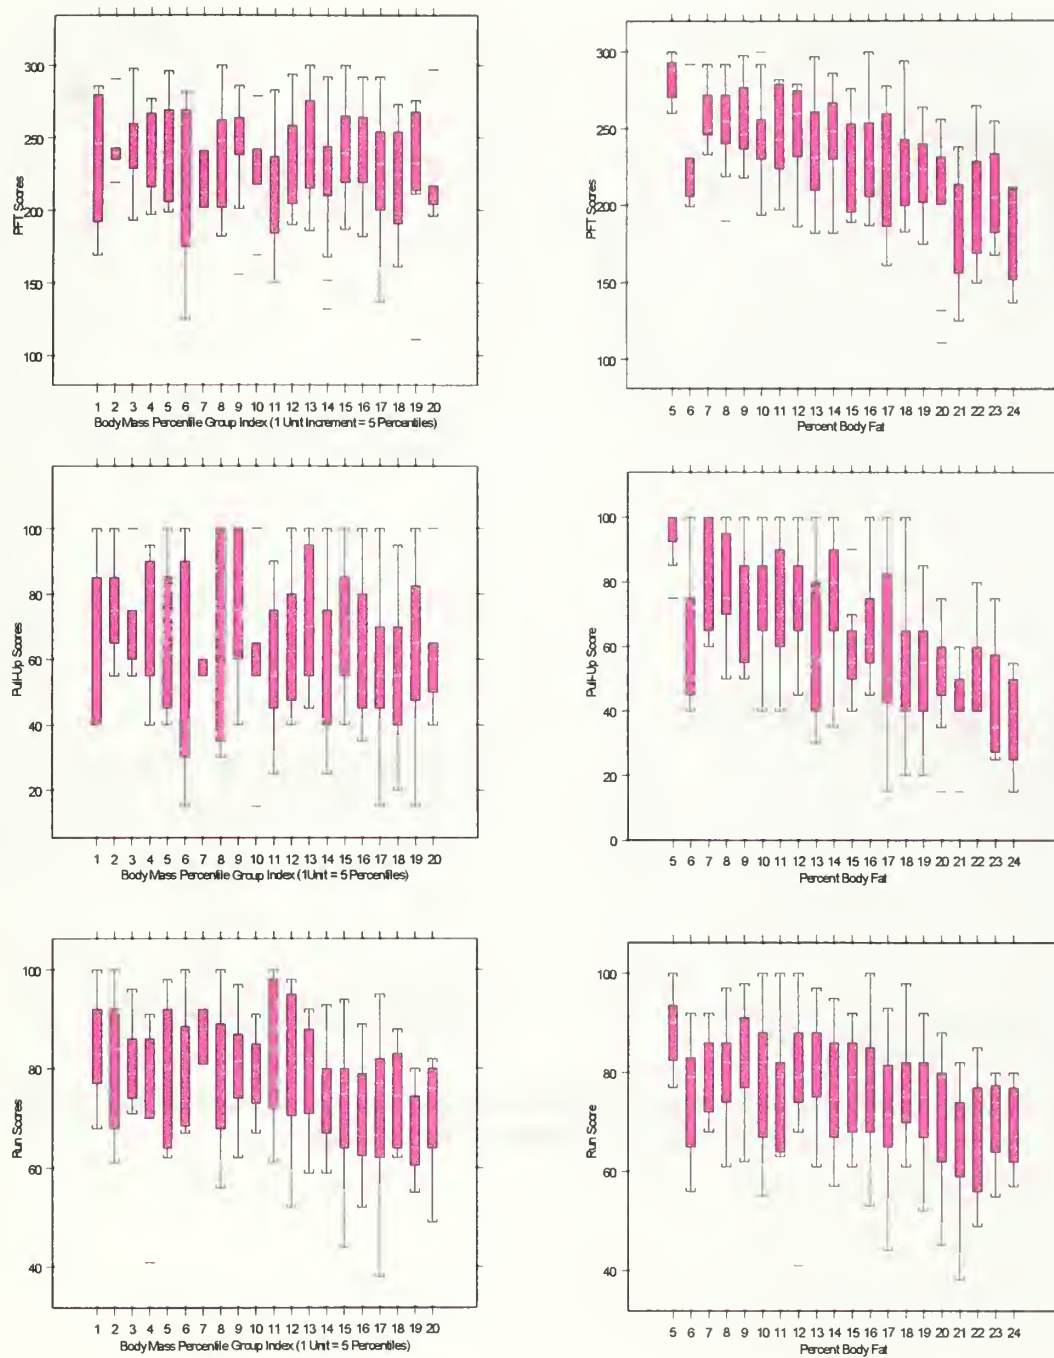 PFT Scores
300
250
200
150
100
1 2 3 4 5 6 7 8 9 10 11 12 13 14 15 16 17 18 19 20
Body Mass Percentile Group Index (1 Unit Increment = 5 Percentiles)
PFT Scores
300
250
200
150
100
5 6 7 8 9 10 11 12 13 14 15 16 17 18 19 20 21 22 23 24
Percent Body Fat
Pull-Up Scores
100
80
60
40
20
1 2 3 4 5 6 7 8 9 10 11 12 13 14 15 16 17 18 19 20
Body Mass Percentile Group Index (1Unit = 5 Percentiles)
Pull-Up Score
100
80
60
40
20
0
5 6 7 8 9 10 11 12 13 14 15 16 17 18 19 20 21 22 23 24
Percent Body Fat
Run Scores
100
80
60
40
1 2 3 4 5 6 7 8 9 10 11 12 13 14 15 16 17 18 19 20
Body Mass Percentile Group Index (1 Unit = 5 Percentiles)
Run Score
100
80
60
40
5 6 7 8 9 10 11 12 13 14 15 16 17 18 19 20 21 22 23 24
Percent Body Fat